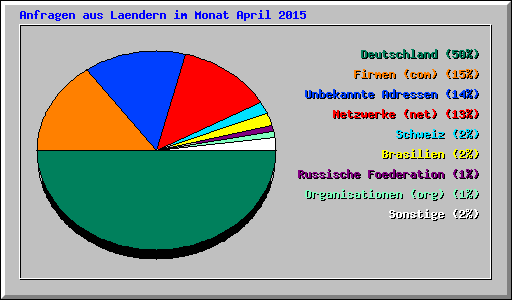 Anfragen aus Laendern im Monat April 2015
Deutschland (50%)
Firmen (com) (15%)
Unbekannte Adressen (14%)
Netzwerke (net) (13%)
Schweiz (2%)
Brasilien (2%)
Russische Foederation (1%)
Organisationen (org) (1%)
Sonstige (2%)